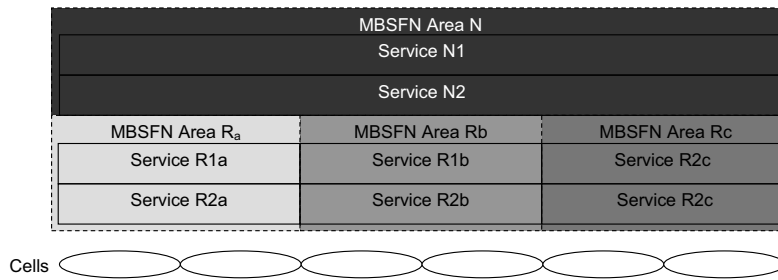 MBSFN Area N
Service N1
Service N2
MBSFN Area Rₐ MBSFN Area Rb MBSFN Area Rc
Service R1a Service R1b Service R2c
Service R2a Service R2b Service R2c
Cells